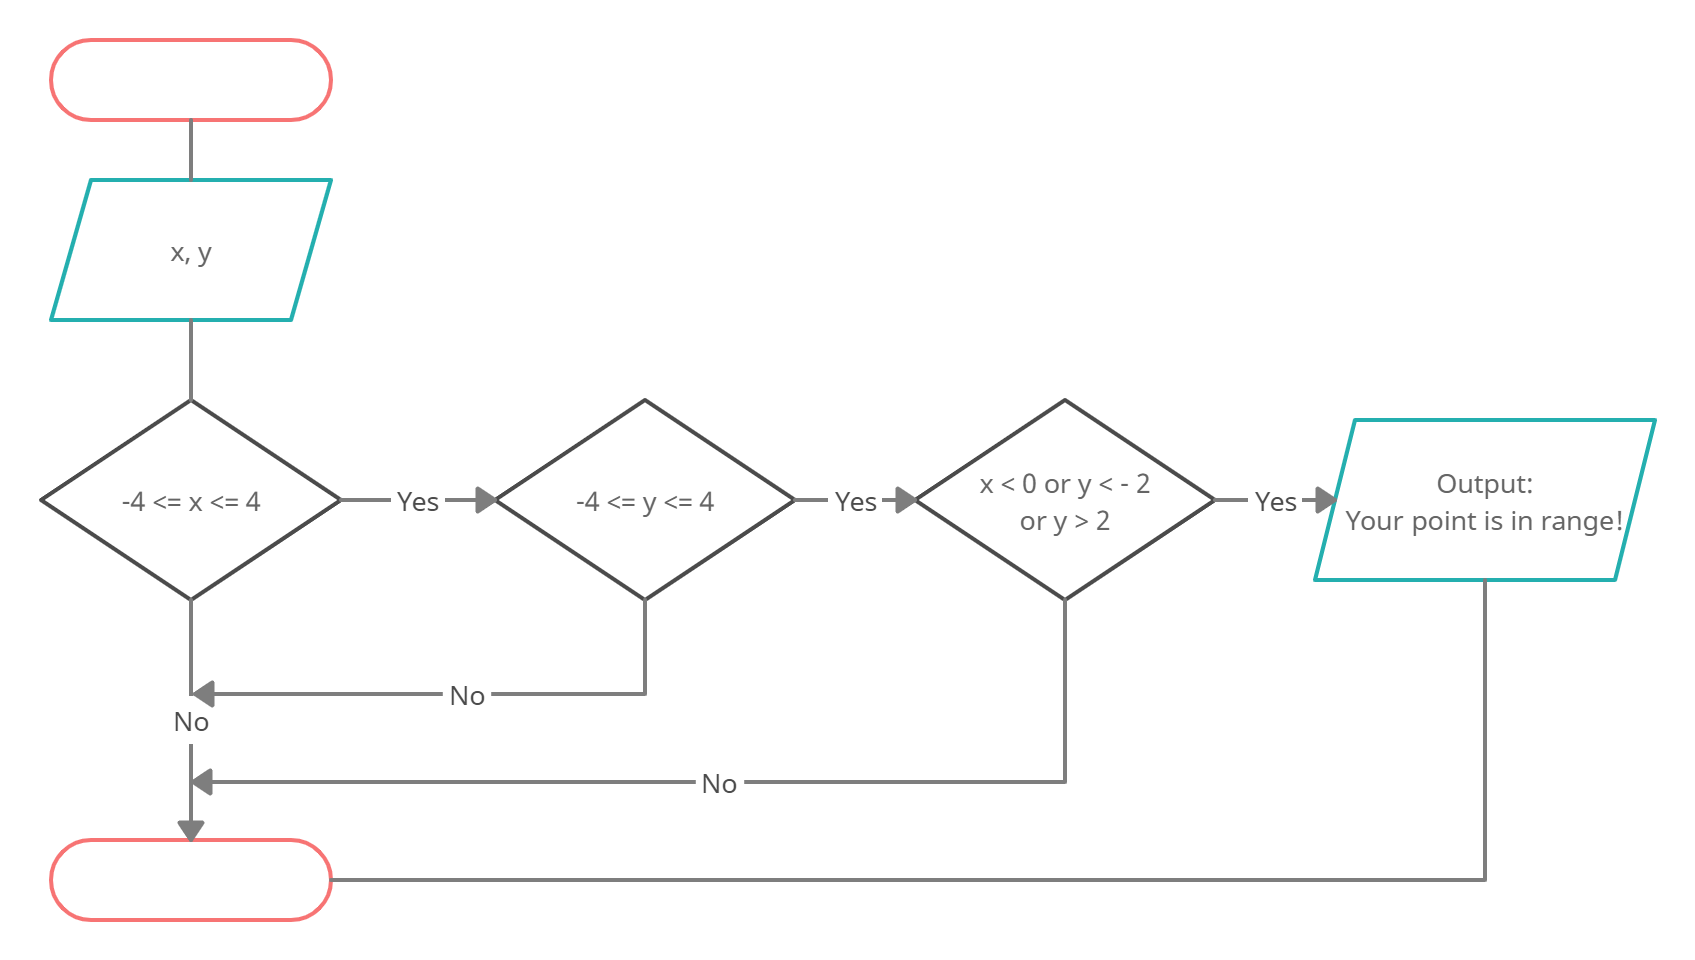 x, y
-4 <= x <= 4
Yes
-4 <= y <= 4
Yes
x < 0 or y < - 2
or y > 2
Yes
Output:
Your point is in range!
No
No
No